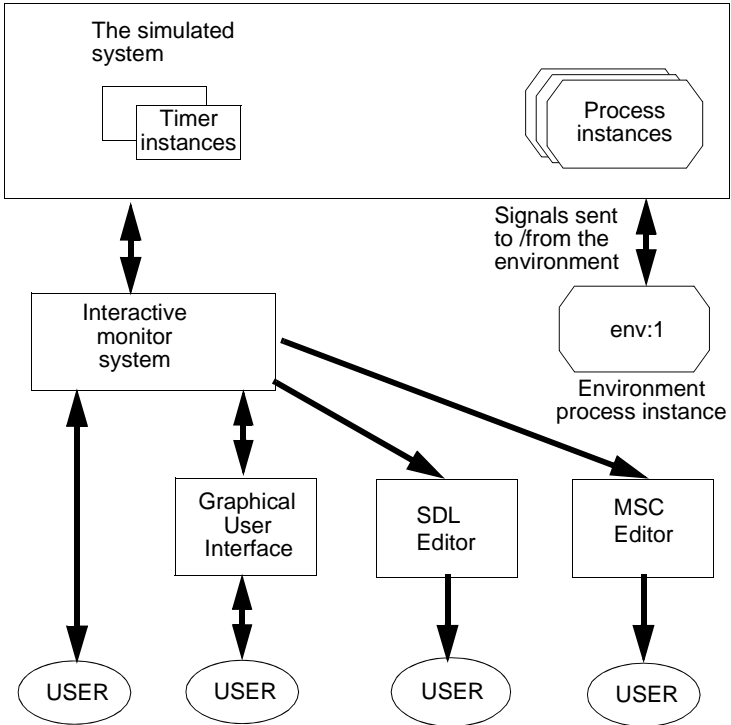 The simulated
system
Timer
instances
Process
instances
Signals sent
to /from the
environment
Interactive
monitor
system
env:1
Environment
process instance
Graphical
User
Interface
SDL
Editor
MSC
Editor
USER
USER
USER
USER